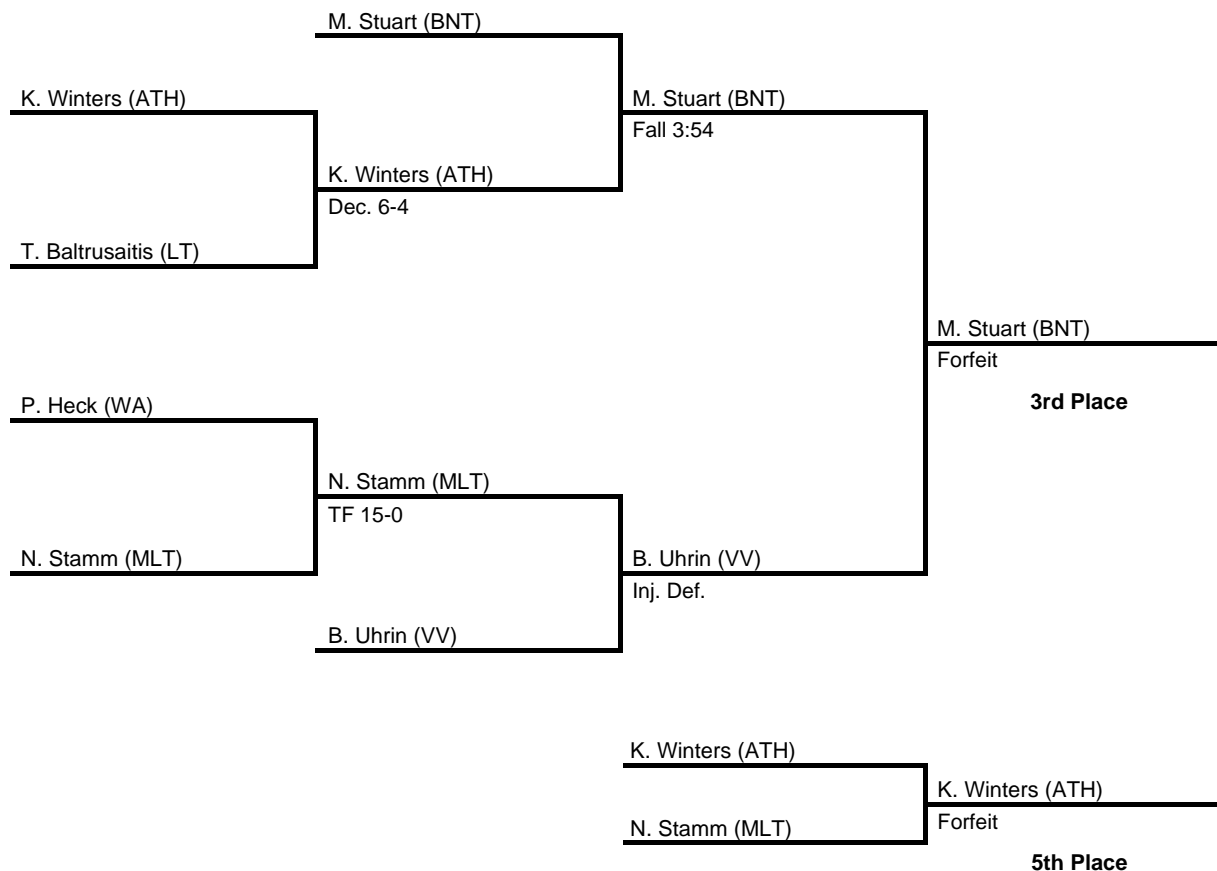 M. Stuart (BNT)
K. Winters (ATH)
M. Stuart (BNT)
Fall 3:54
K. Winters (ATH)
Dec. 6-4
T. Baltrusaitis (LT)
M. Stuart (BNT)
Forfeit
3rd Place
P. Heck (WA)
N. Stamm (MLT)
TF 15-0
N. Stamm (MLT)
B. Uhrin (VV)
Inj. Def.
B. Uhrin (VV)
K. Winters (ATH)
K. Winters (ATH)
Forfeit
N. Stamm (MLT)
5th Place